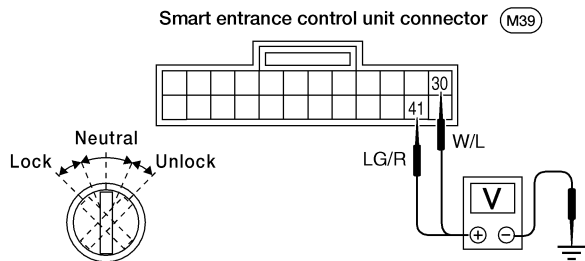 Smart entrance control unit connector M39
30
41
W/L
LG/R
Neutral
Lock Unlock
V
+ −